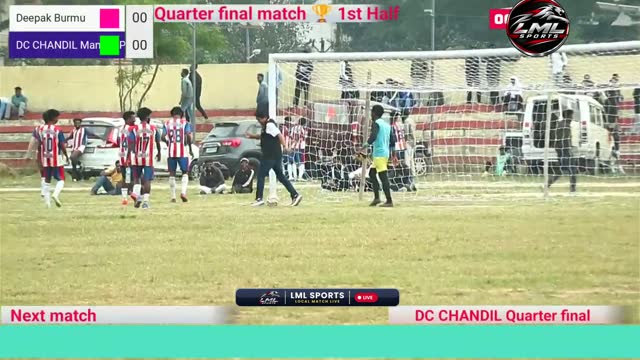 Deepak Burmu 00
DC CHANDIL Man P 00
Quarter final match 🏆 1st Half
LML
SPORTS
LML SPORTS
LOCAL MATCH LIVE
LIVE
Next match
DC CHANDIL Quarter final